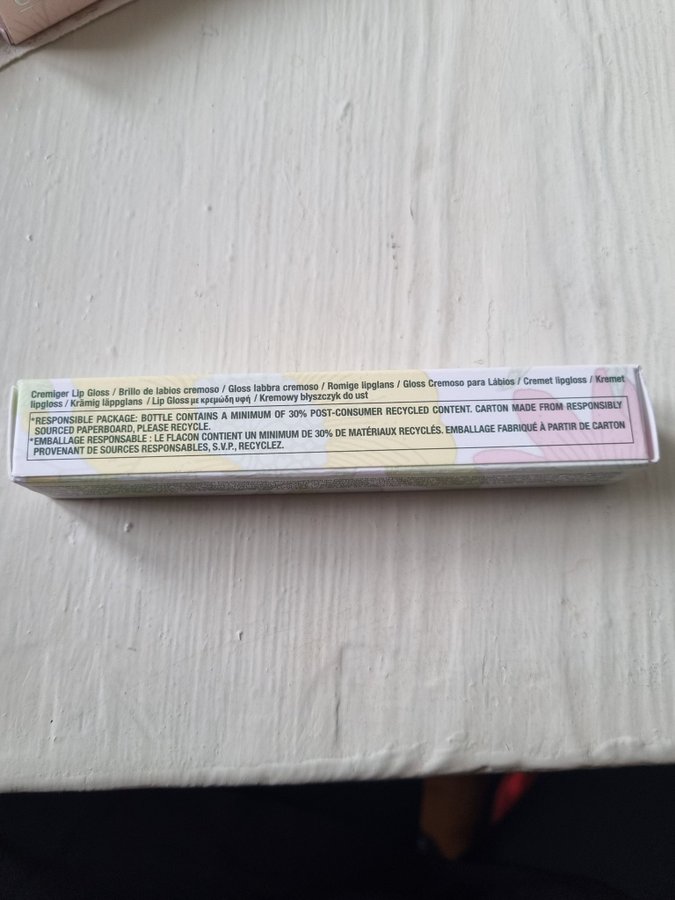 Cremiger Lip Gloss / Brillo de labios cremoso / Gloss labbra cremoso / Romige lipglans / Gloss Cremoso para Lábios / Cremet lipgloss / Kremet
lipgloss / Krämig läppglans / Lip Gloss με κρεμώδη υφή / Kremowy błyszczyk do ust
*RESPONSIBLE PACKAGE: BOTTLE CONTAINS A MINIMUM OF 30% POST-CONSUMER RECYCLED CONTENT. CARTON MADE FROM RESPONSIBLY
SOURCED PAPERBOARD, PLEASE RECYCLE.
*EMBALLAGE RESPONSABLE : LE FLACON CONTIENT UN MINIMUM DE 30% DE MATÉRIAUX RECYCLÉS. EMBALLAGE FABRIQUÉ À PARTIR DE CARTON
PROVENANT DE SOURCES RESPONSABLES, S.V.P., RECYCLEZ.